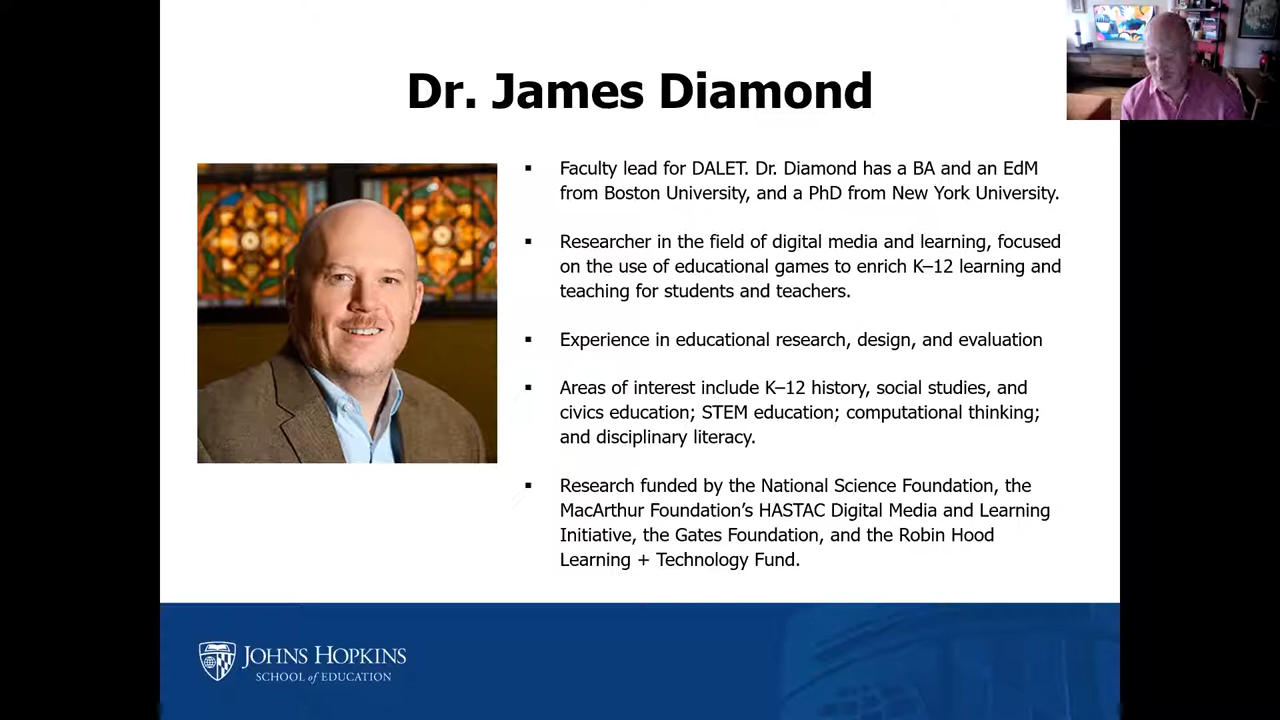 Dr. James Diamond
▪ Faculty lead for DALET. Dr. Diamond has a BA and an EdM
from Boston University, and a PhD from New York University.
▪ Researcher in the field of digital media and learning, focused
on the use of educational games to enrich K–12 learning and
teaching for students and teachers.
▪ Experience in educational research, design, and evaluation
▪ Areas of interest include K–12 history, social studies, and
civics education; STEM education; computational thinking;
and disciplinary literacy.
▪ Research funded by the National Science Foundation, the
MacArthur Foundation’s HASTAC Digital Media and Learning
Initiative, the Gates Foundation, and the Robin Hood
Learning + Technology Fund.
JOHNS HOPKINS
SCHOOL of EDUCATION